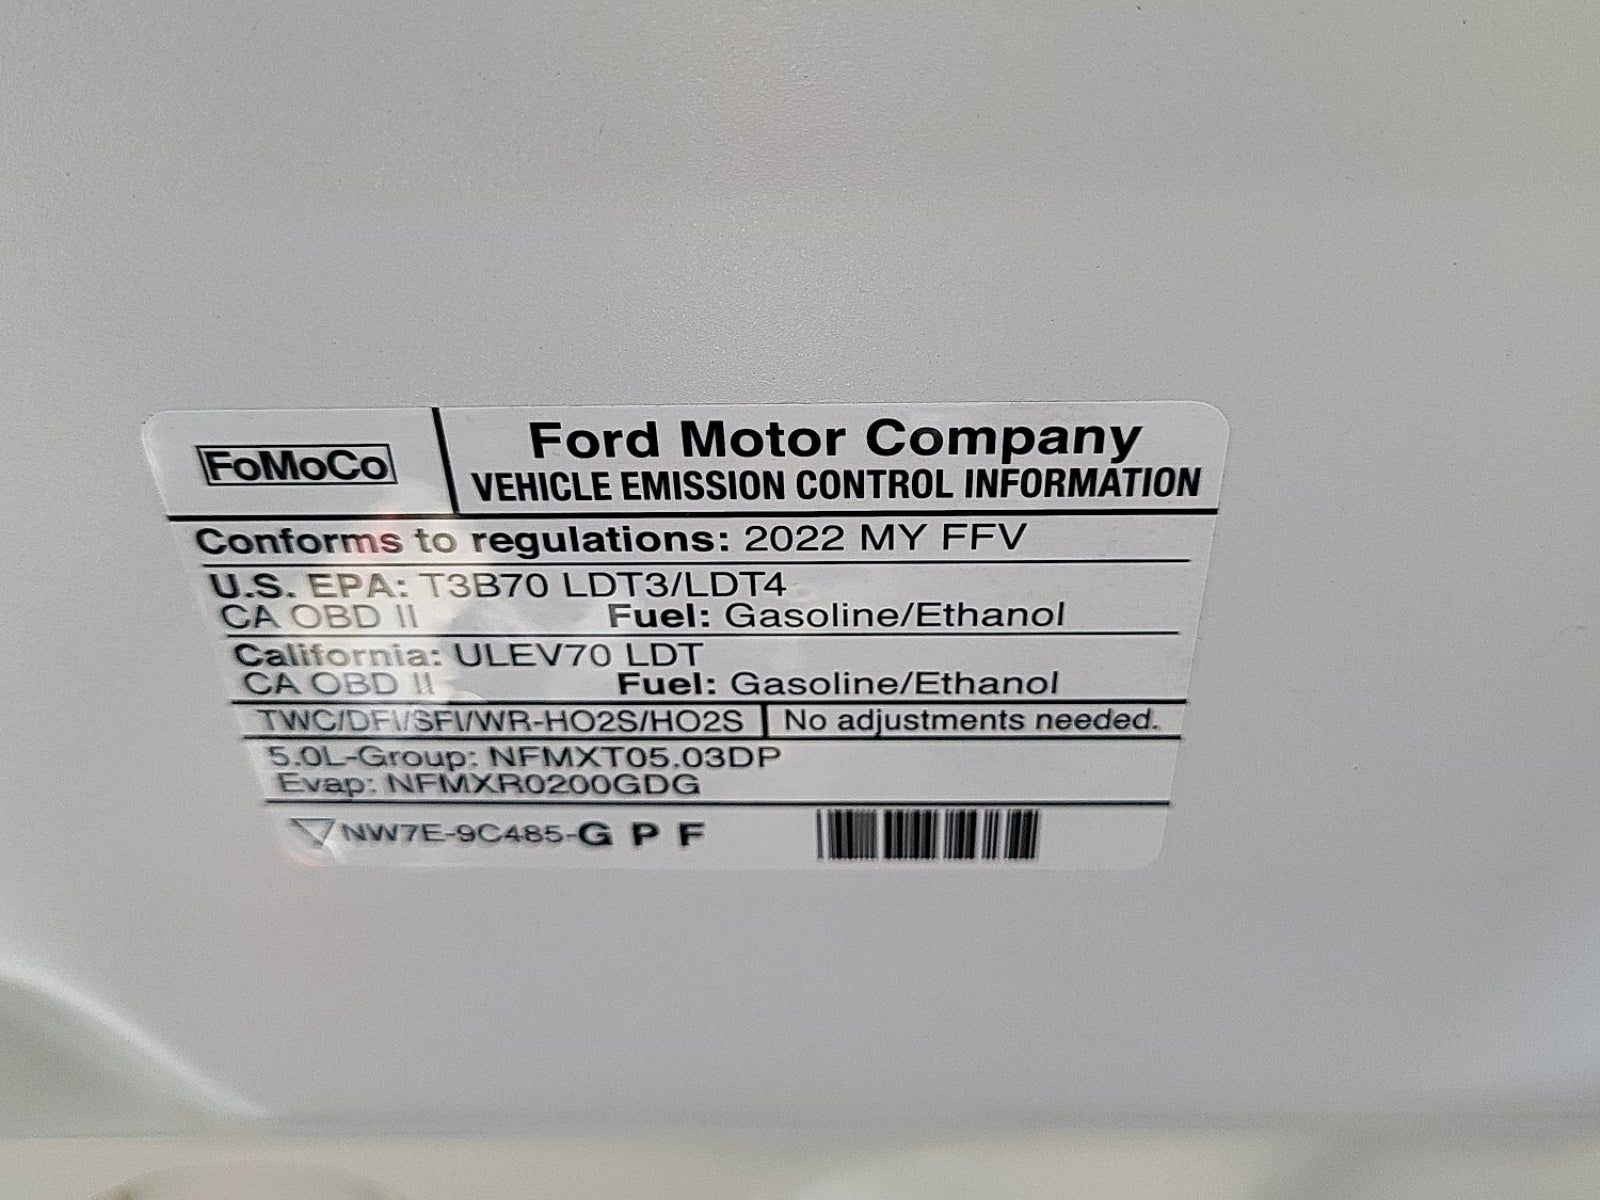 FoMoCo
Ford Motor Company
VEHICLE EMISSION CONTROL INFORMATION
Conforms to regulations: 2022 MY FFV
U.S. EPA: T3B70 LDT3/LDT4
CA OBD II Fuel: Gasoline/Ethanol
California: ULEV70 LDT
CA OBD II Fuel: Gasoline/Ethanol
TWC/DFI/SFI/WR-HO2S/HO2S No adjustments needed.
5.0L-Group: NFMXT05.03DP
Evap: NFMXR0200GDG
NW7E-9C485-G P F